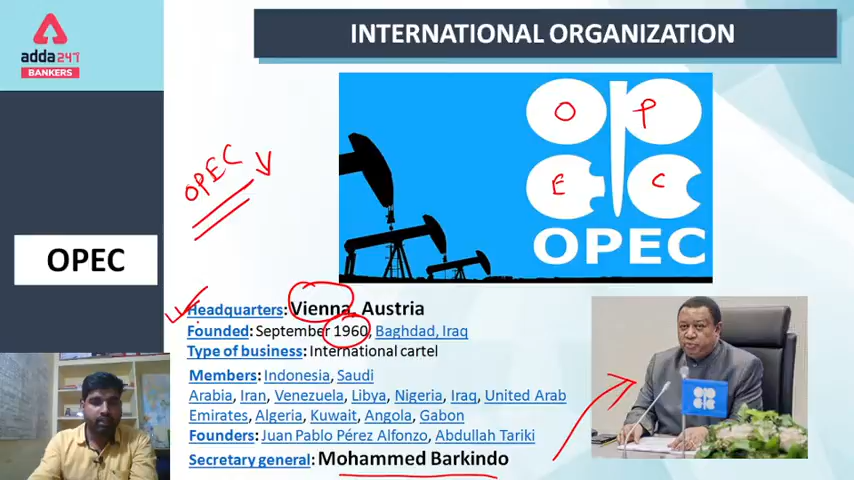 adda247
BANKERS
INTERNATIONAL ORGANIZATION
OPEC
O P
E C
OPEC
OPEC
Headquarters: Vienna, Austria
Founded: September 1960, Baghdad, Iraq
Type of business: International cartel
Members: Indonesia, Saudi
Arabia, Iran, Venezuela, Libya, Nigeria, Iraq, United Arab
Emirates, Algeria, Kuwait, Angola, Gabon
Founders: Juan Pablo Pérez Alfonzo, Abdullah Tariki
Secretary general: Mohammed Barkindo